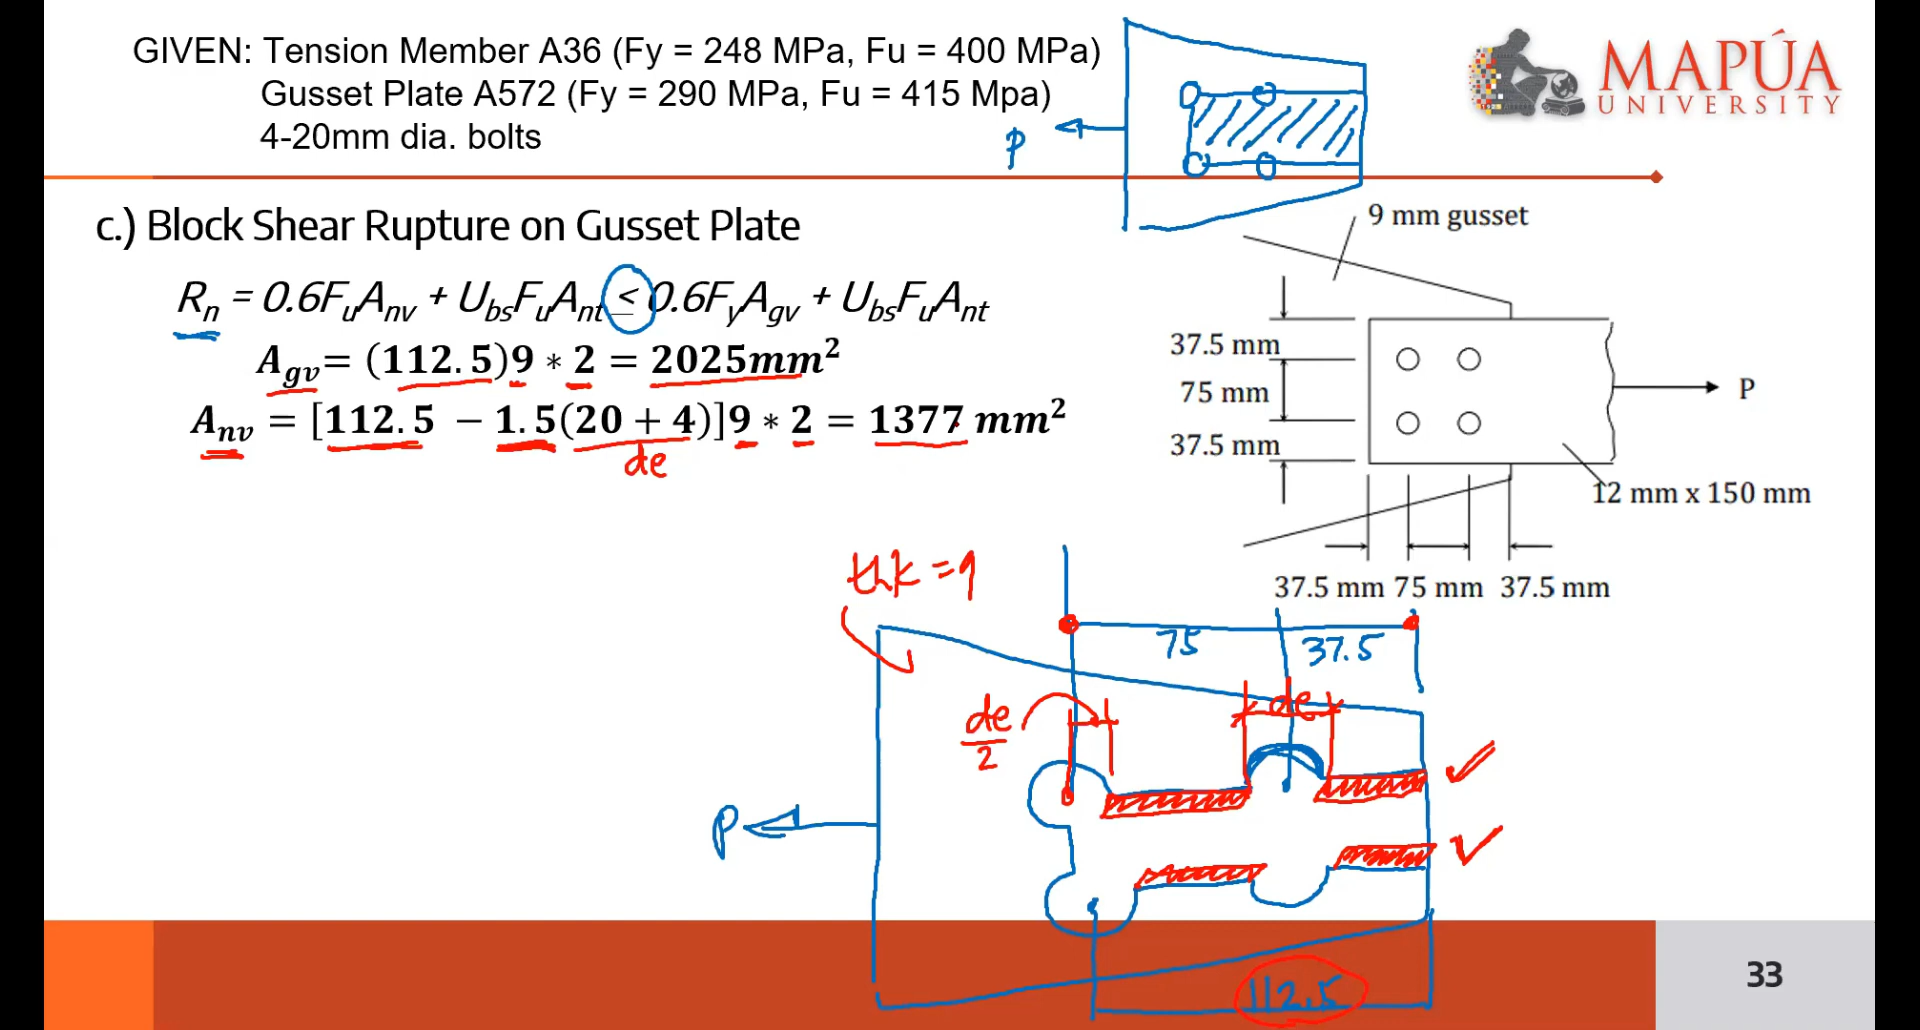 GIVEN: Tension Member A36 (Fy = 248 MPa, Fu = 400 MPa)
Gusset Plate A572 (Fy = 290 MPa, Fu = 415 Mpa)
4-20mm dia. bolts
MAPÚA
UNIVERSITY
P
c.) Block Shear Rupture on Gusset Plate
Rn = 0.6FuAnv + UbsFuAnt ≤ 0.6FyAgv + UbsFuAnt
Agv = (112.5)9 * 2 = 2025mm²
Anv = [112.5 − 1.5(20 + 4)]9 * 2 = 1377 mm²
de
9 mm gusset
37.5 mm
75 mm
37.5 mm
P
12 mm x 150 mm
37.5 mm 75 mm 37.5 mm
thk = 9
75
37.5
de
de/2
P
112.5
33